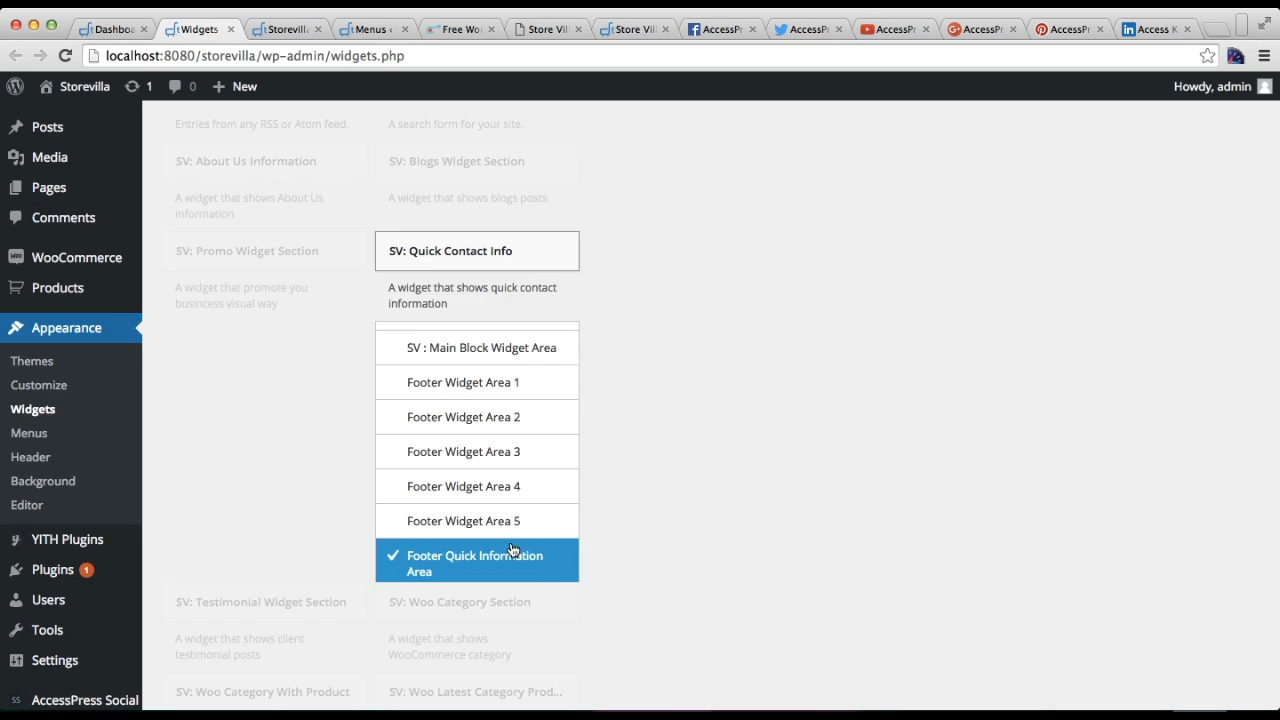 Dashboa
Widgets
Storevill
Menus
Free Wo
Store Vil
Store Vil
AccessPr
AccessPr
AccessPr
AccessPr
AccessPr
Access K
localhost:8080/storevilla/wp-admin/widgets.php
Storevilla 1 0 + New
Howdy, admin
Posts
Media
Pages
Comments
WooCommerce
Products
Appearance
Themes
Customize
Widgets
Menus
Header
Background
Editor
YITH Plugins
Plugins 1
Users
Tools
Settings
AccessPress Social
Entries from any RSS or Atom feed.
A search form for your site.
SV: About Us Information
SV: Blogs Widget Section
A widget that shows About Us
information
A widget that shows blogs posts
SV: Promo Widget Section
SV: Quick Contact Info
A widget that promote you
busciness visual way
A widget that shows quick contact
information
SV : Main Block Widget Area
Footer Widget Area 1
Footer Widget Area 2
Footer Widget Area 3
Footer Widget Area 4
Footer Widget Area 5
Footer Quick Information
Area
SV: Testimonial Widget Section
SV: Woo Category Section
A widget that shows client
testimonial posts
A widget that shows
WooCommerce category
SV: Woo Category With Product
SV: Woo Latest Category Prod...